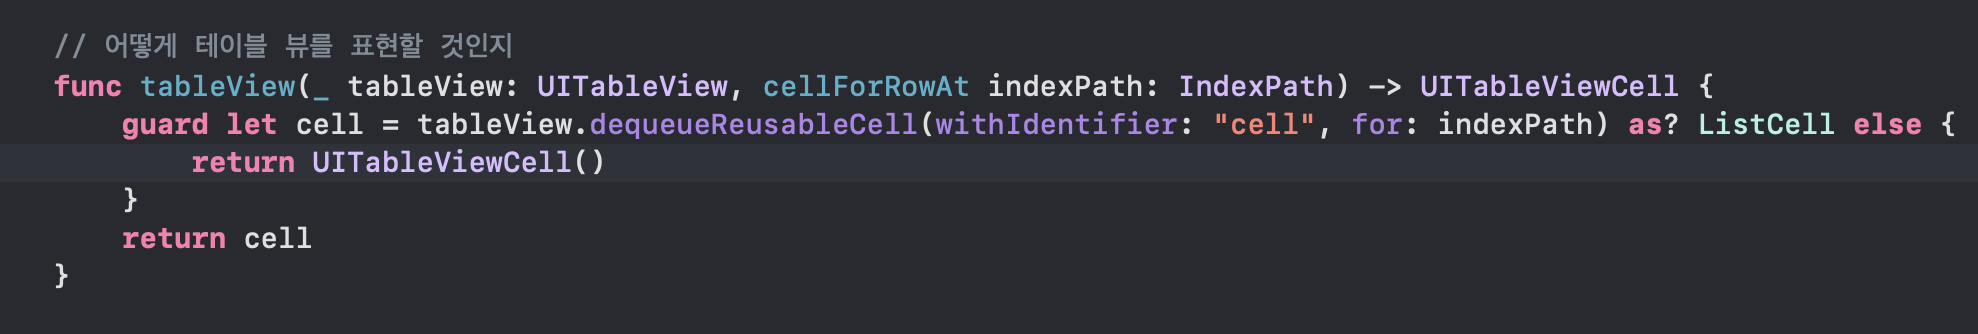 // 어떻게 테이블 뷰를 표현할 것인지
func tableView(_ tableView: UITableView, cellForRowAt indexPath: IndexPath) -> UITableViewCell {
    guard let cell = tableView.dequeueReusableCell(withIdentifier: "cell", for: indexPath) as? ListCell else {
        return UITableViewCell()
    }
    return cell
}